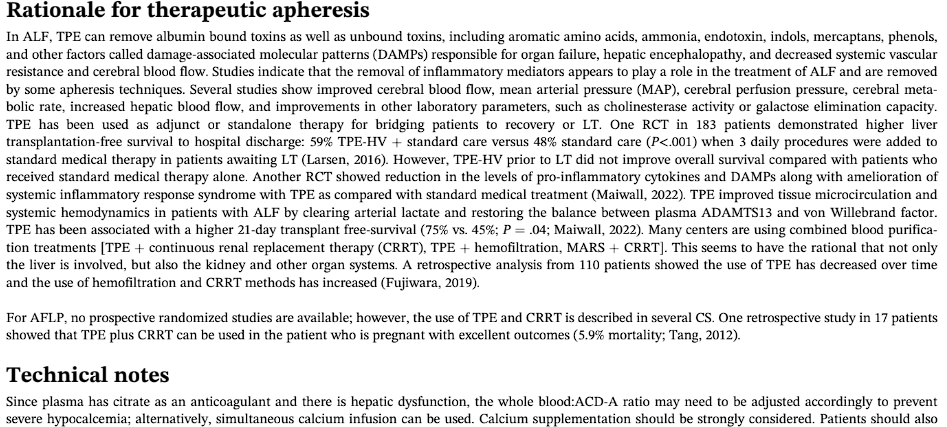 Rationale for therapeutic apheresis
In ALF, TPE can remove albumin bound toxins as well as unbound toxins, including aromatic amino acids, ammonia, endotoxin, indols, mercaptans, phenols,
and other factors called damage-associated molecular patterns (DAMPs) responsible for organ failure, hepatic encephalopathy, and decreased systemic vascular
resistance and cerebral blood flow. Studies indicate that the removal of inflammatory mediators appears to play a role in the treatment of ALF and are removed
by some apheresis techniques. Several studies show improved cerebral blood flow, mean arterial pressure (MAP), cerebral perfusion pressure, cerebral meta-
bolic rate, increased hepatic blood flow, and improvements in other laboratory parameters, such as cholinesterase activity or galactose elimination capacity.
TPE has been used as adjunct or standalone therapy for bridging patients to recovery or LT. One RCT in 183 patients demonstrated higher liver
transplantation-free survival to hospital discharge: 59% TPE-HV + standard care versus 48% standard care (P<.001) when 3 daily procedures were added to
standard medical therapy in patients awaiting LT (Larsen, 2016). However, TPE-HV prior to LT did not improve overall survival compared with patients who
received standard medical therapy alone. Another RCT showed reduction in the levels of pro-inflammatory cytokines and DAMPs along with amelioration of
systemic inflammatory response syndrome with TPE as compared with standard medical treatment (Maiwall, 2022). TPE improved tissue microcirculation and
systemic hemodynamics in patients with ALF by clearing arterial lactate and restoring the balance between plasma ADAMTS13 and von Willebrand factor.
TPE has been associated with a higher 21-day transplant free-survival (75% vs. 45%; P = .04; Maiwall, 2022). Many centers are using combined blood purifica-
tion treatments [TPE + continuous renal replacement therapy (CRRT), TPE + hemofiltration, MARS + CRRT]. This seems to have the rational that not only
the liver is involved, but also the kidney and other organ systems. A retrospective analysis from 110 patients showed the use of TPE has decreased over time
and the use of hemofiltration and CRRT methods has increased (Fujiwara, 2019).
For AFLP, no prospective randomized studies are available; however, the use of TPE and CRRT is described in several CS. One retrospective study in 17 patients
showed that TPE plus CRRT can be used in the patient who is pregnant with excellent outcomes (5.9% mortality; Tang, 2012).
Technical notes
Since plasma has citrate as an anticoagulant and there is hepatic dysfunction, the whole blood:ACD-A ratio may need to be adjusted accordingly to prevent
severe hypocalcemia; alternatively, simultaneous calcium infusion can be used. Calcium supplementation should be strongly considered. Patients should also